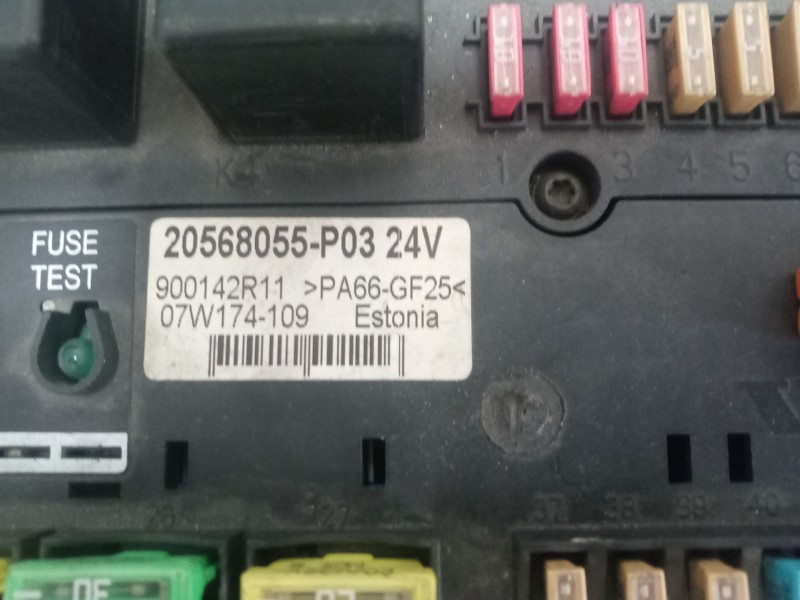 1 3 4 5 6
FUSE
TEST
20568055-P03 24V
900142R11 >PA66-GF25<
07W174-109 Estonia
26 27 37 38 39 40